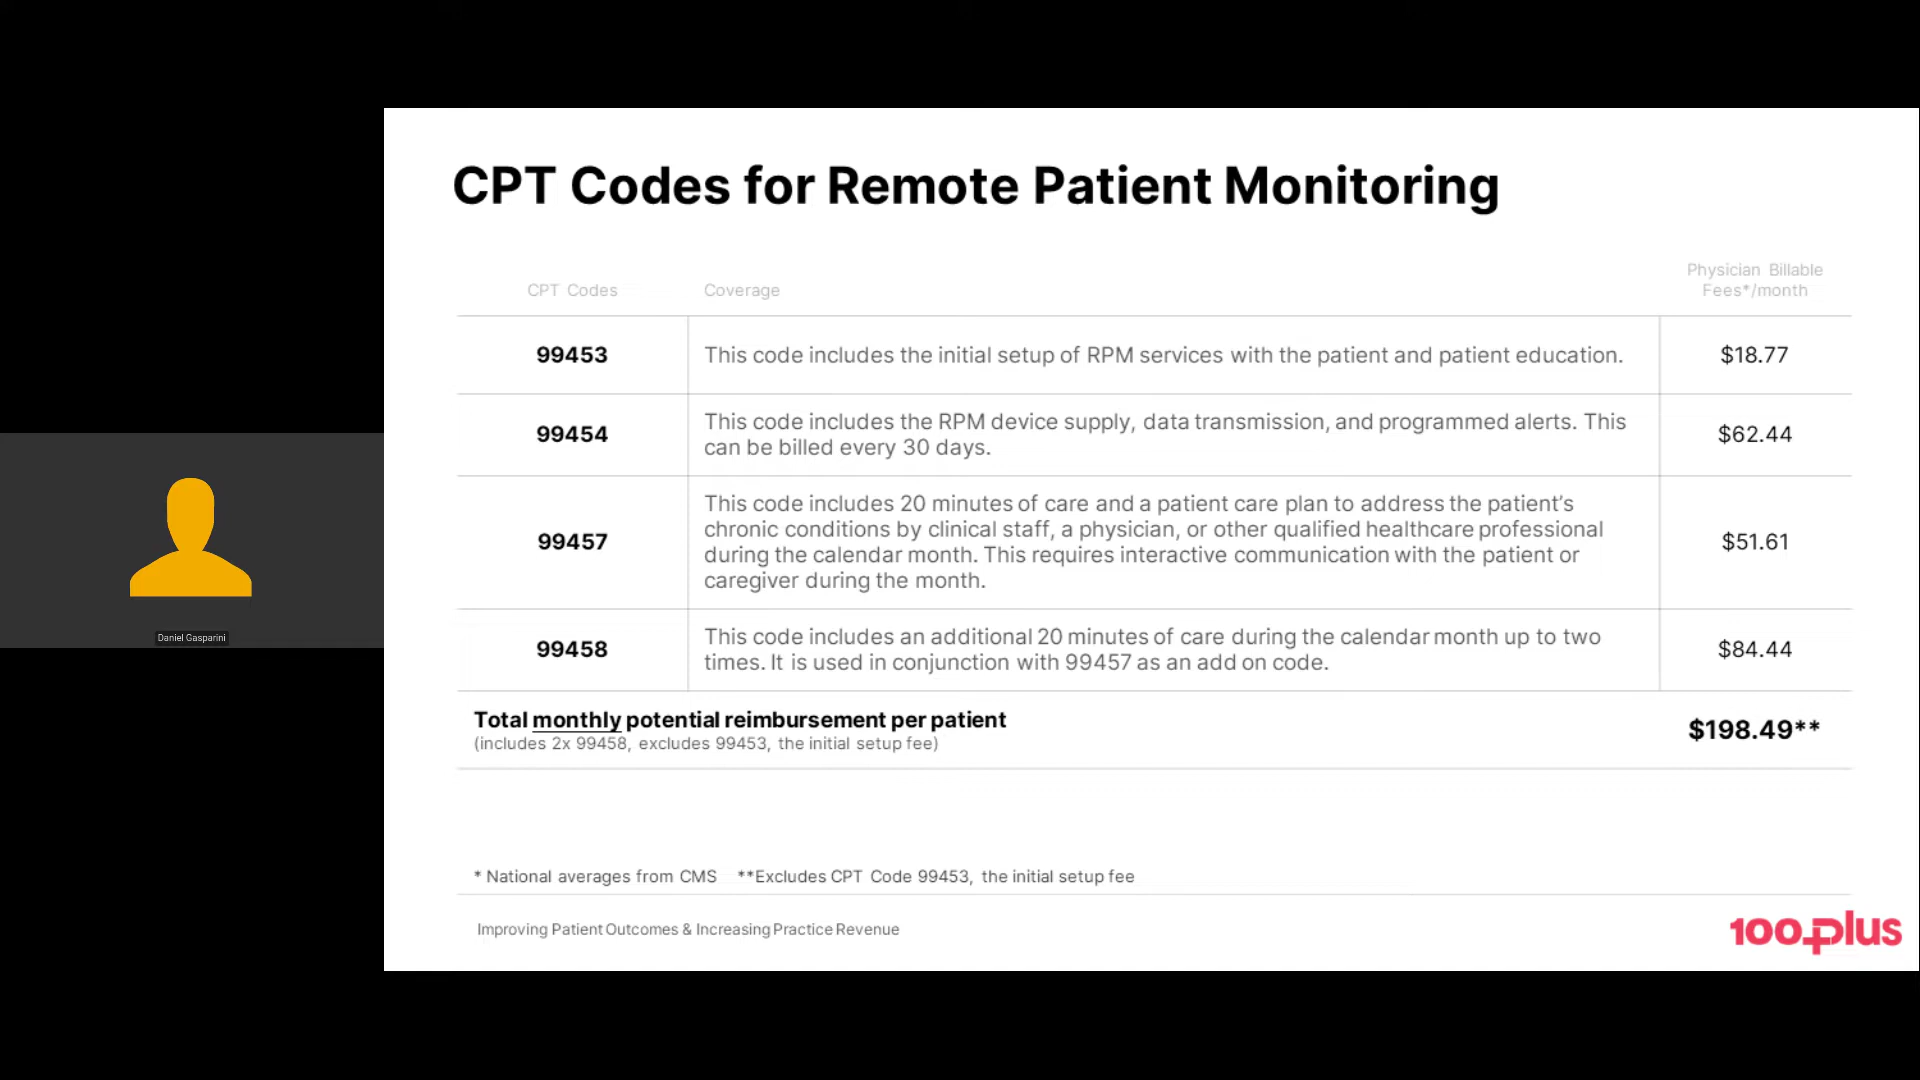 CPT Codes for Remote Patient Monitoring
CPT Codes
Coverage
Physician Billable
Fees*/month
99453
This code includes the initial setup of RPM services with the patient and patient education.
$18.77
99454
This code includes the RPM device supply, data transmission, and programmed alerts. This
can be billed every 30 days.
$62.44
99457
This code includes 20 minutes of care and a patient care plan to address the patient's
chronic conditions by clinical staff, a physician, or other qualified healthcare professional
during the calendar month. This requires interactive communication with the patient or
caregiver during the month.
$51.61
99458
This code includes an additional 20 minutes of care during the calendar month up to two
times. It is used in conjunction with 99457 as an add on code.
$84.44
Total monthly potential reimbursement per patient
(includes 2x 99458, excludes 99453, the initial setup fee)
$198.49**
* National averages from CMS **Excludes CPT Code 99453, the initial setup fee
Improving Patient Outcomes & Increasing Practice Revenue
100plus
Daniel Gasparini